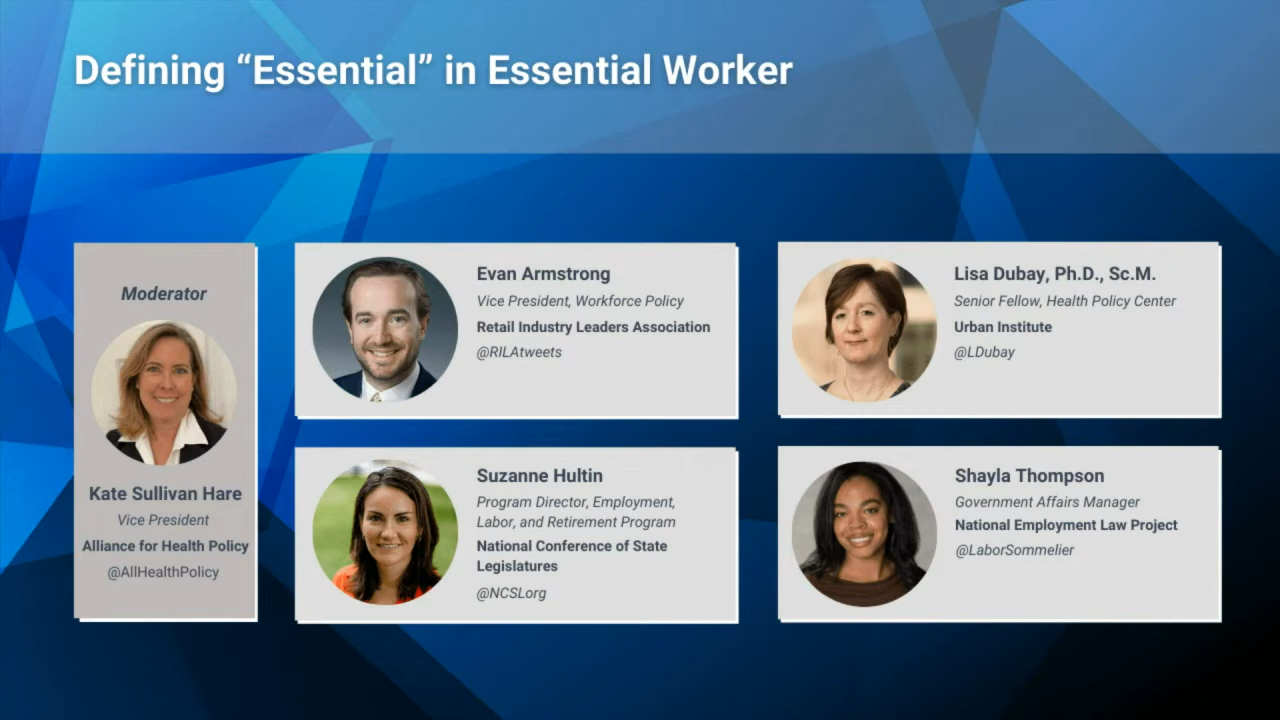 Defining “Essential” in Essential Worker
Moderator
Kate Sullivan Hare
Vice President
Alliance for Health Policy
@AllHealthPolicy
Evan Armstrong
Vice President, Workforce Policy
Retail Industry Leaders Association
@RILAtweets
Lisa Dubay, Ph.D., Sc.M.
Senior Fellow, Health Policy Center
Urban Institute
@LDubay
Suzanne Hultin
Program Director, Employment,
Labor, and Retirement Program
National Conference of State
Legislatures
@NCSLorg
Shayla Thompson
Government Affairs Manager
National Employment Law Project
@LaborSommelier